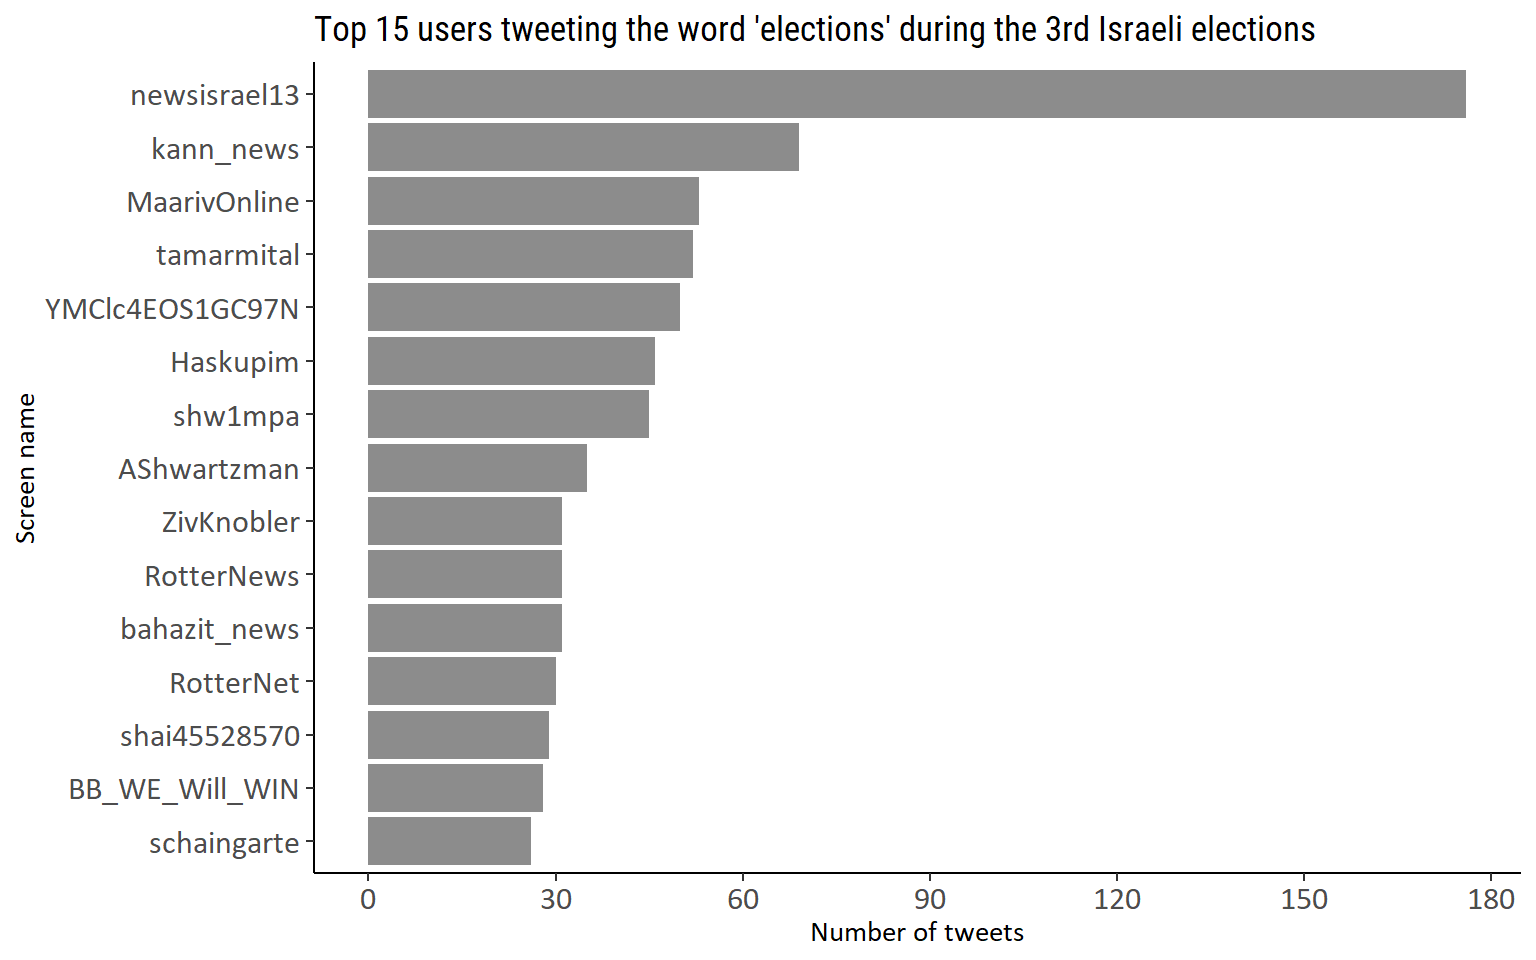 Top 15 users tweeting the word 'elections' during the 3rd Israeli elections
newsisrael13
kann_news
MaarivOnline
tamarmital
YMClc4EOS1GC97N
Haskupim
shw1mpa
AShwartzman
ZivKnobler
RotterNews
bahazit_news
RotterNet
shai45528570
BB_WE_Will_WIN
schaingarte
Screen name
0 30 60 90 120 150 180
Number of tweets